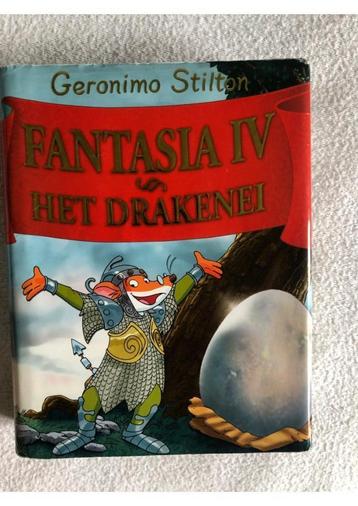 Geronimo Stilton
FANTASIA IV
HET DRAKENEI